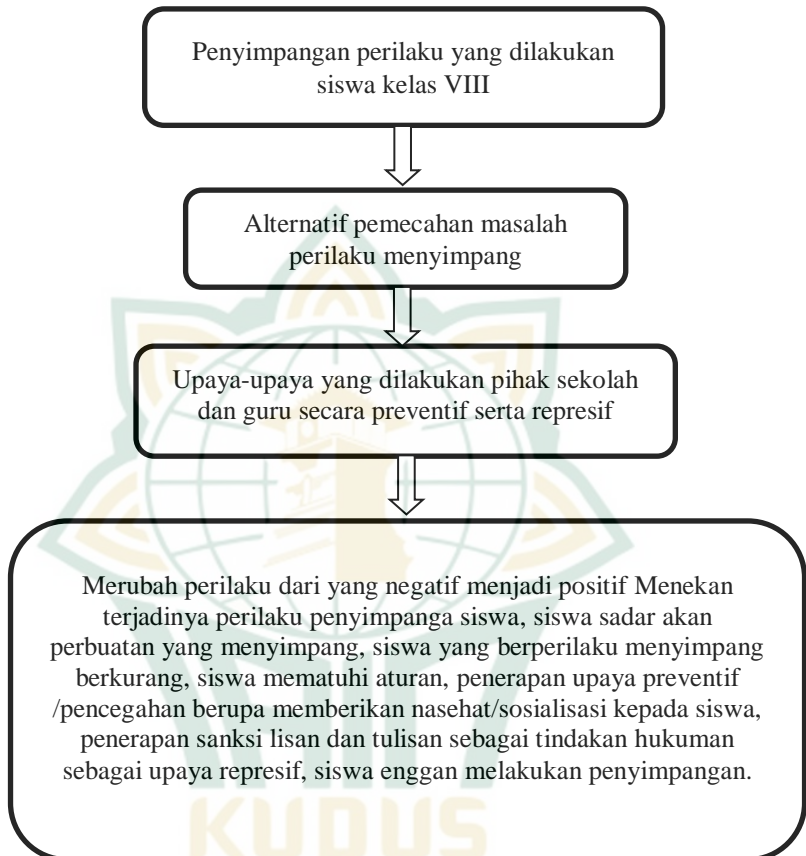 Penyimpangan perilaku yang dilakukan
siswa kelas VIII
Alternatif pemecahan masalah
perilaku menyimpang
Upaya-upaya yang dilakukan pihak sekolah
dan guru secara preventif serta represif
Merubah perilaku dari yang negatif menjadi positif Menekan
terjadinya perilaku penyimpanga siswa, siswa sadar akan
perbuatan yang menyimpang, siswa yang berperilaku menyimpang
berkurang, siswa mematuhi aturan, penerapan upaya preventif
/pencegahan berupa memberikan nasehat/sosialisasi kepada siswa,
penerapan sanksi lisan dan tulisan sebagai tindakan hukuman
sebagai upaya represif, siswa enggan melakukan penyimpangan.
KUDUS